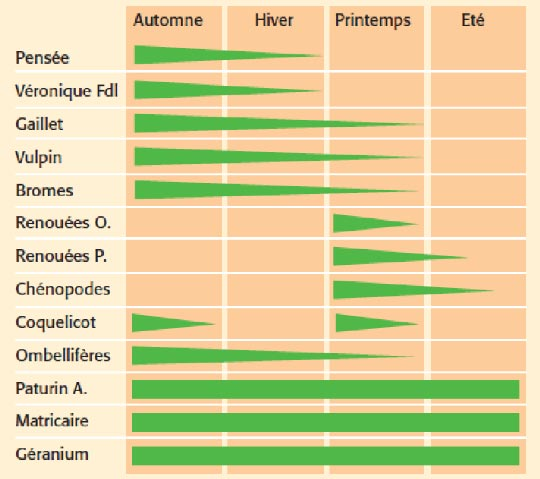 Automne Hiver Printemps Eté
Pensée
Véronique Fdl
Gaillet
Vulpin
Bromes
Renouées O.
Renouées P.
Chénopodes
Coquelicot
Ombellifères
Paturin A.
Matricaire
Géranium